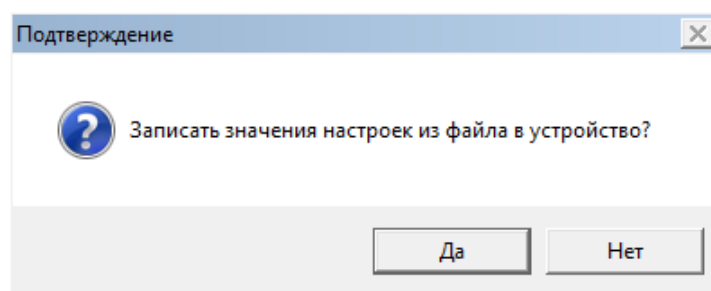 Подтверждение
Записать значения настроек из файла в устройство?
Да
Нет